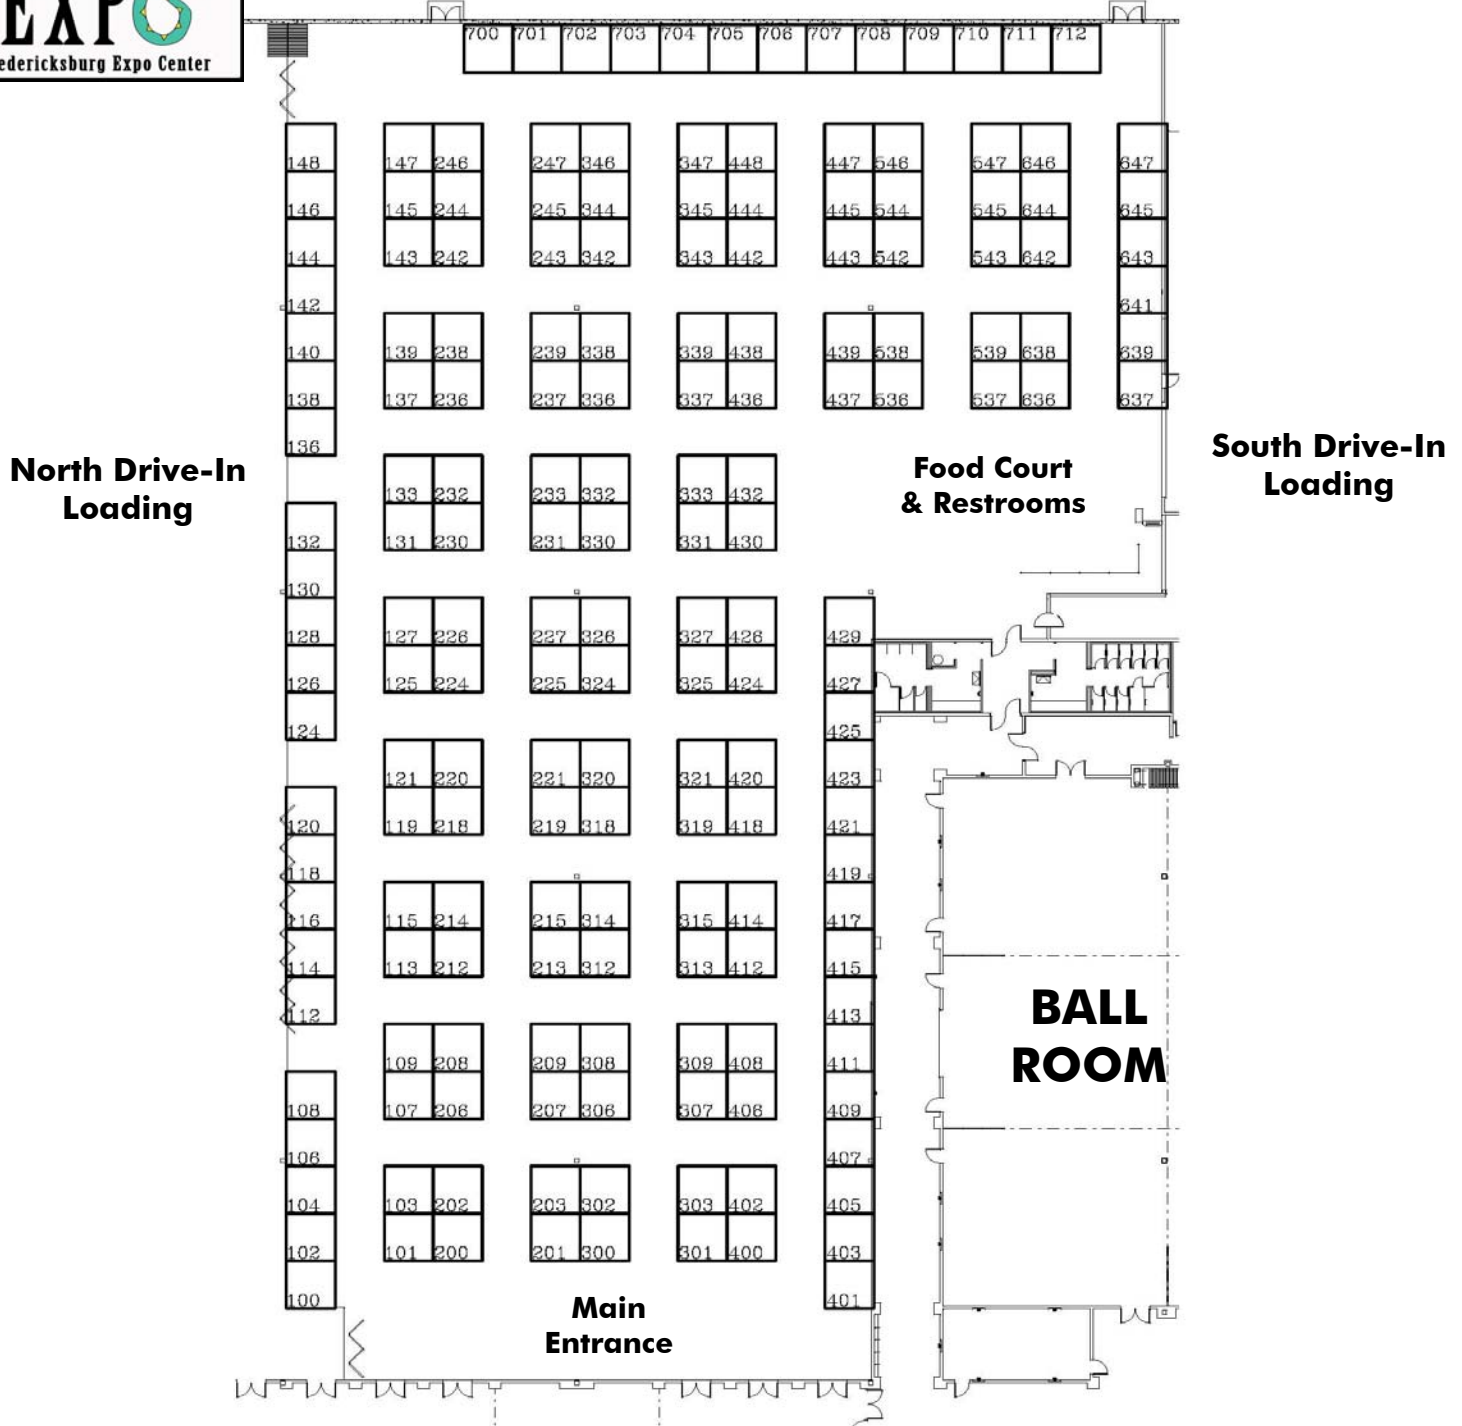 EXPO
edericksburg Expo Center
700 701 702 703 704 705 706 707 708 709 710 711 712
148 147 246 247 346 347 448 447 546 547 646 647
146 145 244 245 344 345 444 445 544 545 644 645
144 143 242 243 342 343 442 443 542 543 642 643
142 641
140 139 238 239 338 339 438 439 538 539 638 639
138 137 236 237 336 337 436 437 536 537 636 637
136
North Drive-In
Loading
South Drive-In
Loading
Food Court
& Restrooms
133 232 233 332 333 432
132 131 230 231 330 331 430
130
128 127 226 227 326 327 426 429
126 125 224 225 324 325 424 427
124 425
121 220 221 320 321 420 423
120 119 218 219 318 319 418 421
118 419
116 115 214 215 314 315 414 417
114 113 212 213 312 313 412 415
112 413
109 208 209 308 309 408 411
108 107 206 207 306 307 406 409
106 407
104 103 202 203 302 303 402 405
102 101 200 201 300 301 400 403
100 401
BALL
ROOM
Main
Entrance